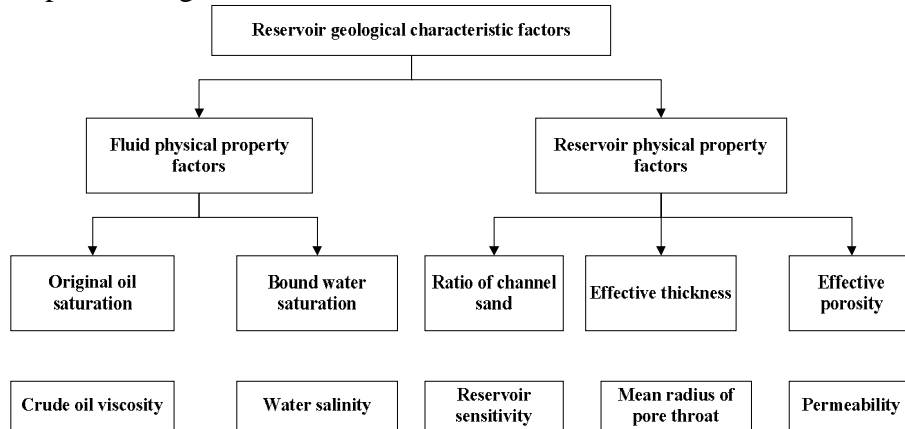 Reservoir geological characteristic factors
Fluid physical property
factors
Reservoir physical property
factors
Original oil
saturation
Bound water
saturation
Ratio of channel
sand
Effective thickness
Effective
porosity
Crude oil viscosity
Water salinity
Reservoir
sensitivity
Mean radius of
pore throat
Permeability